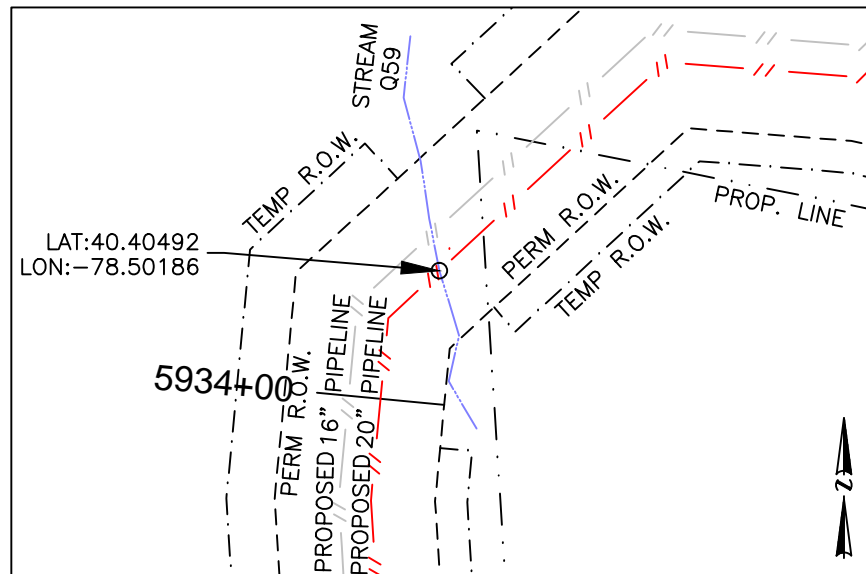 STREAM
Q59
TEMP R.O.W.
LAT:40.40492
LON:-78.50186
PERM R.O.W.
TEMP R.O.W.
PROP. LINE
5934+00
PERM R.O.W.
PROPOSED 16" PIPELINE
PROPOSED 20" PIPELINE
N